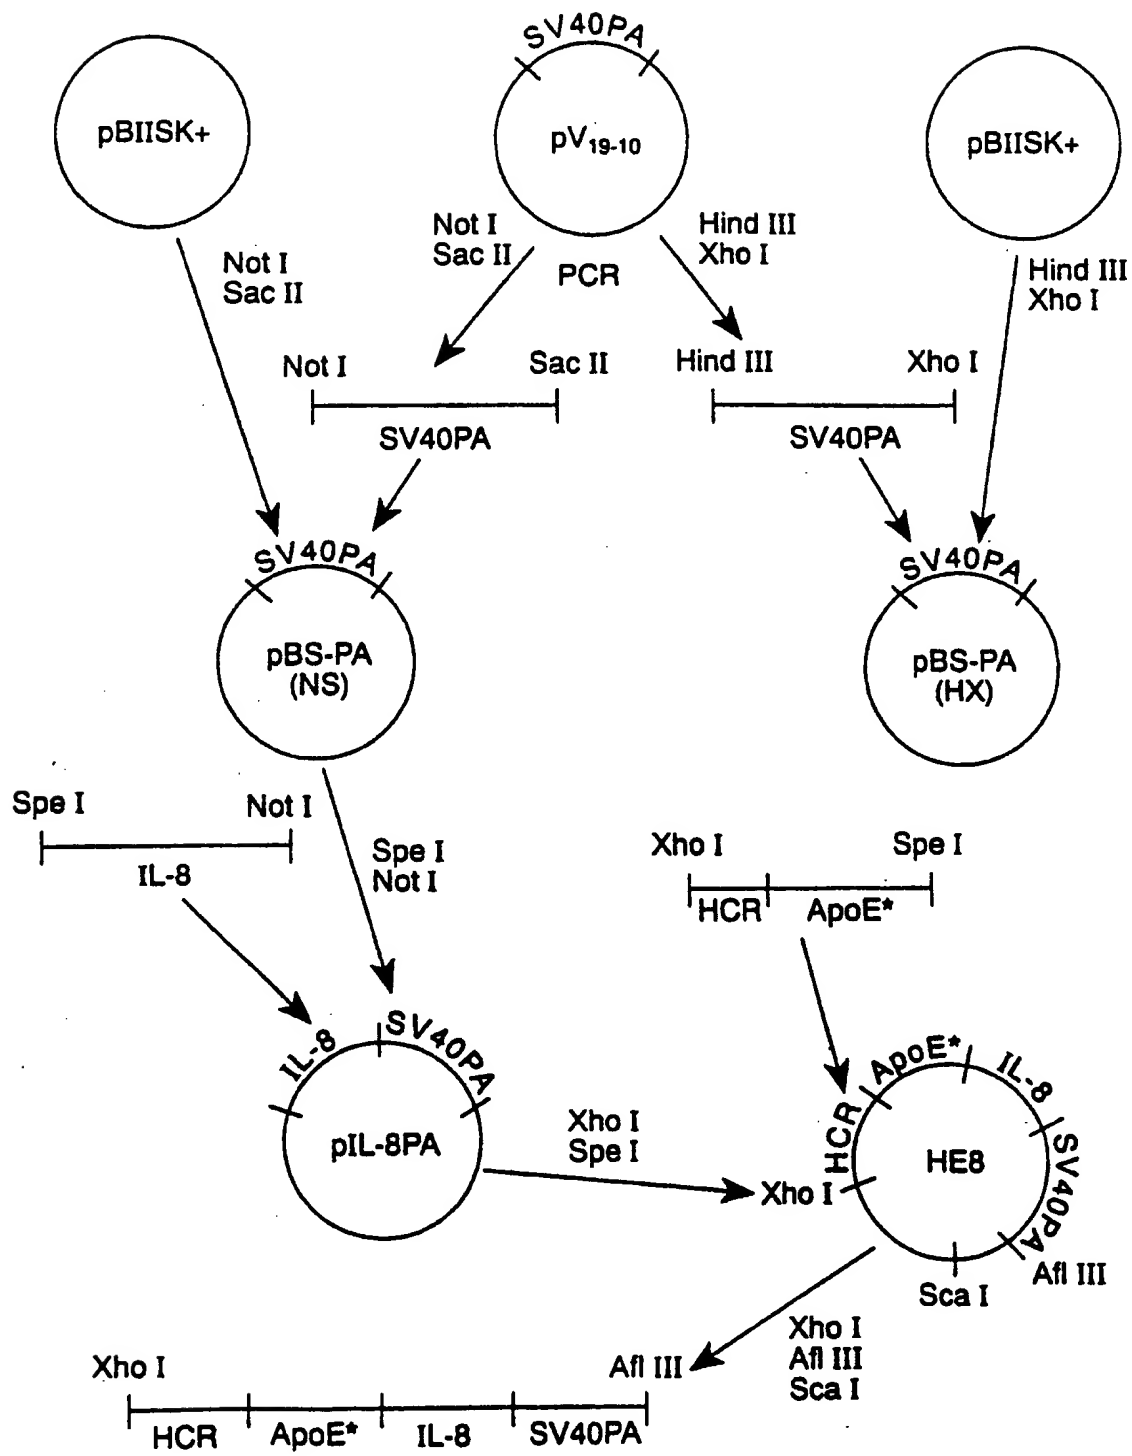 SV40PA
pBIISK+
pV19-10
pBIISK+
Not I
Sac II
Hind III
Xho I
PCR
Not I
Sac II
Hind III
Xho I
Not I
Sac II
Hind III
Xho I
SV40PA
SV40PA
SV40PA
SV40PA
pBS-PA
(NS)
pBS-PA
(HX)
Spe I
Not I
IL-8
Spe I
Not I
Xho I
Spe I
HCR
ApoE*
IL-8
SV40PA
pIL-8PA
Xho I
Spe I
HCR
ApoE*
IL-8
SV40PA
HE8
Xho I
Sca I
Afl III
Xho I
Afl III
Sca I
Xho I
Afl III
HCR
ApoE*
IL-8
SV40PA